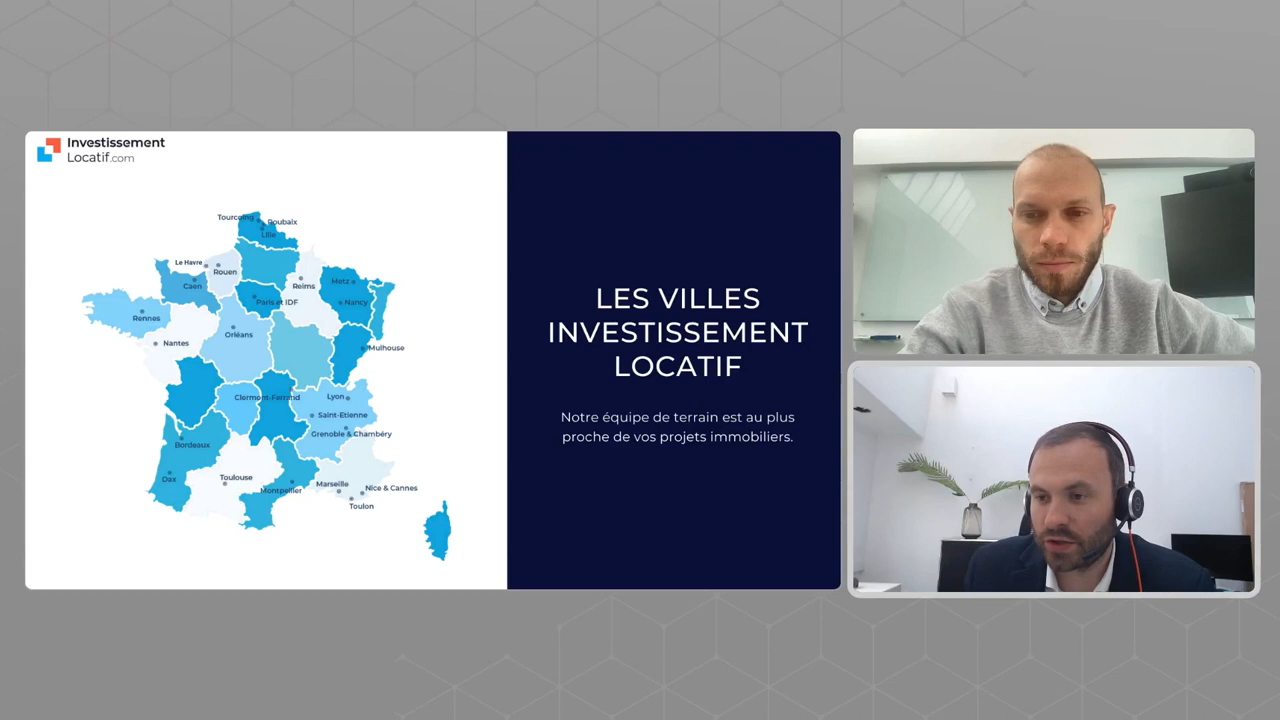 Investissement
Locatif.com
Tourcoing
Roubaix
Lille
Le Havre
Rouen
Caen
Reims
Metz
Paris et IDF
Nancy
Rennes
Orléans
Nantes
Mulhouse
Clermont-Ferrand
Lyon
Saint-Etienne
Grenoble & Chambéry
Bordeaux
Dax
Toulouse
Montpellier
Marseille
Nice & Cannes
Toulon
LES VILLES
INVESTISSEMENT
LOCATIF
Notre équipe de terrain est au plus
proche de vos projets immobiliers.